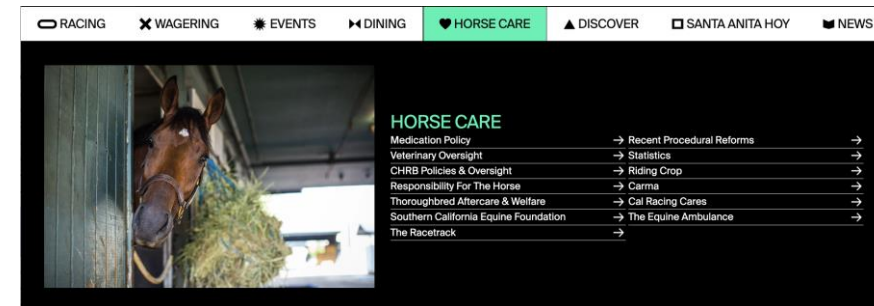 RACING WAGERING EVENTS DINING HORSE CARE DISCOVER SANTA ANITA HOY NEWS
HORSE CARE
Medication Policy
Veterinary Oversight
CHRB Policies & Oversight
Responsibility For The Horse
Thoroughbred Aftercare & Welfare
Southern California Equine Foundation
The Racetrack
Recent Procedural Reforms
Statistics
Riding Crop
Carma
Cal Racing Cares
The Equine Ambulance